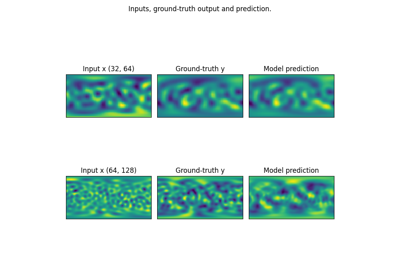 Inputs, ground-truth output and prediction.
Input x (32, 64) Ground-truth y Model prediction
Input x (64, 128) Ground-truth y Model prediction